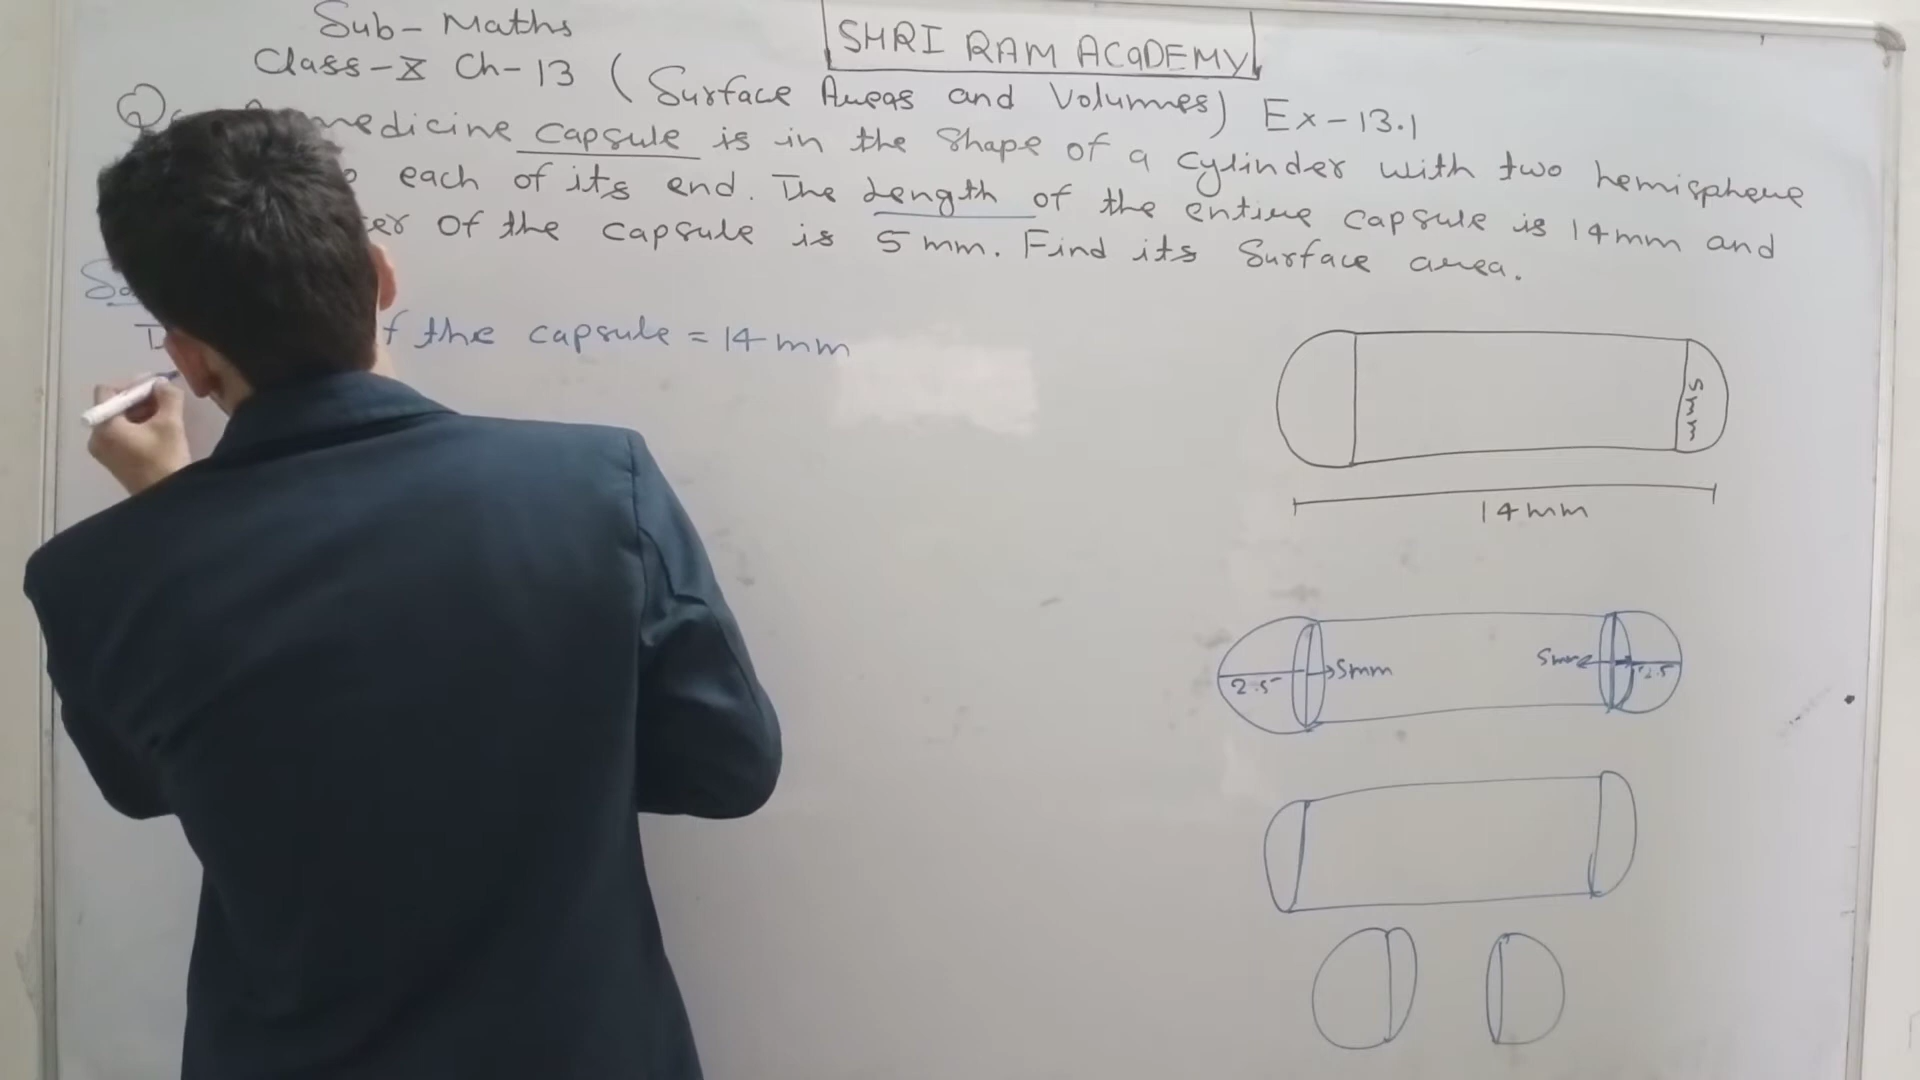 Sub- Maths
SHRI RAM ACADEMY
Class-X Ch-13 (Surface Areas and Volumes) Ex-13.1
medicine capsule is in the shape of a cylinder with two hemisphere
each of its end. The Length of the entire capsule is 14mm and
of the capsule is 5mm. Find its Surface area.
the capsule = 14mm
5mm
14mm
2.5
5mm
5mm
2.5